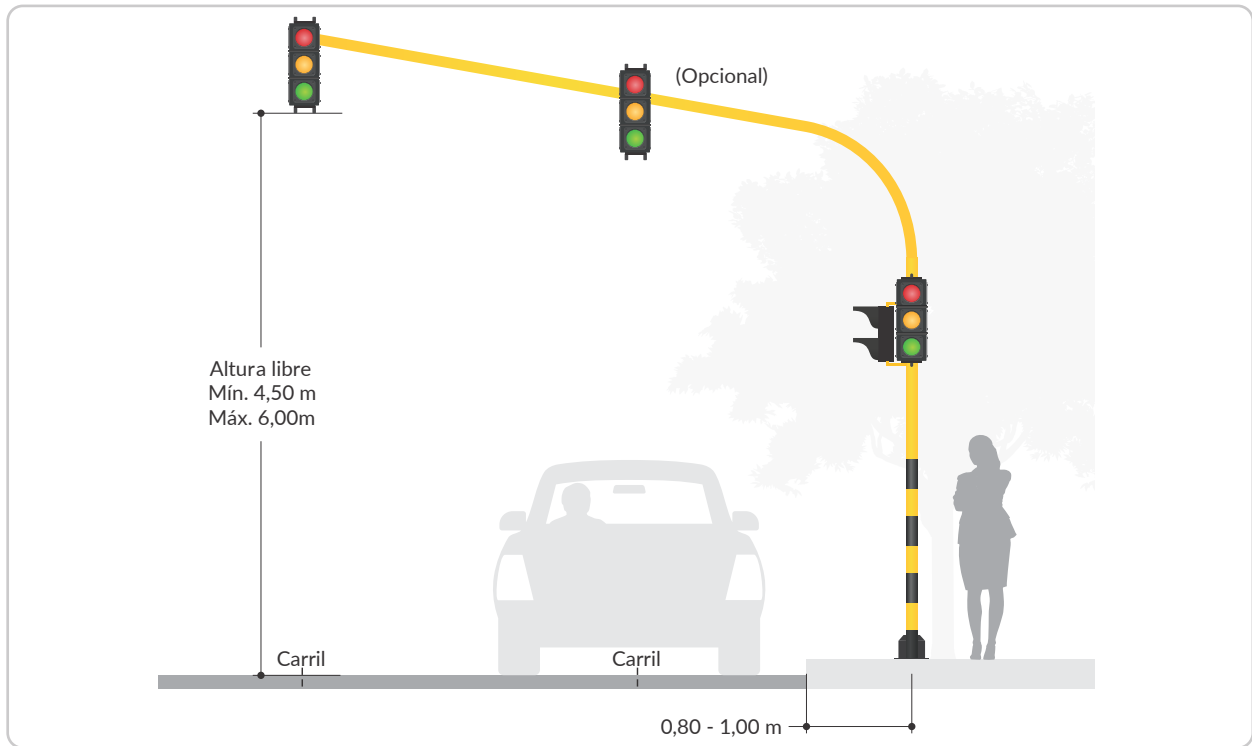 (Opcional)
Altura libre
Mín. 4,50 m
Máx. 6,00m
Carril
Carril
0,80 - 1,00 m